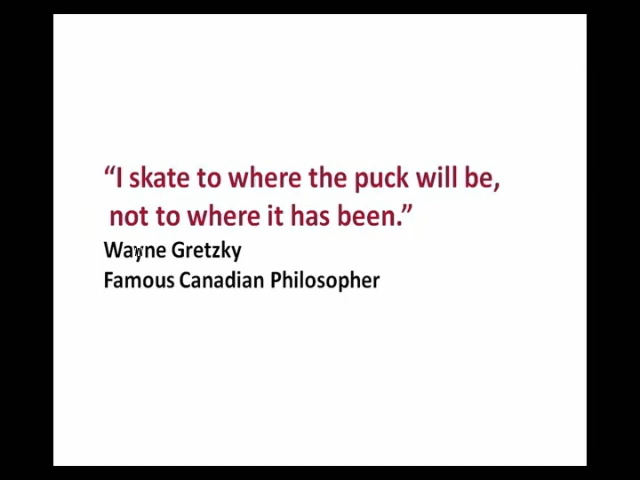 “I skate to where the puck will be,
not to where it has been.”
Wayne Gretzky
Famous Canadian Philosopher